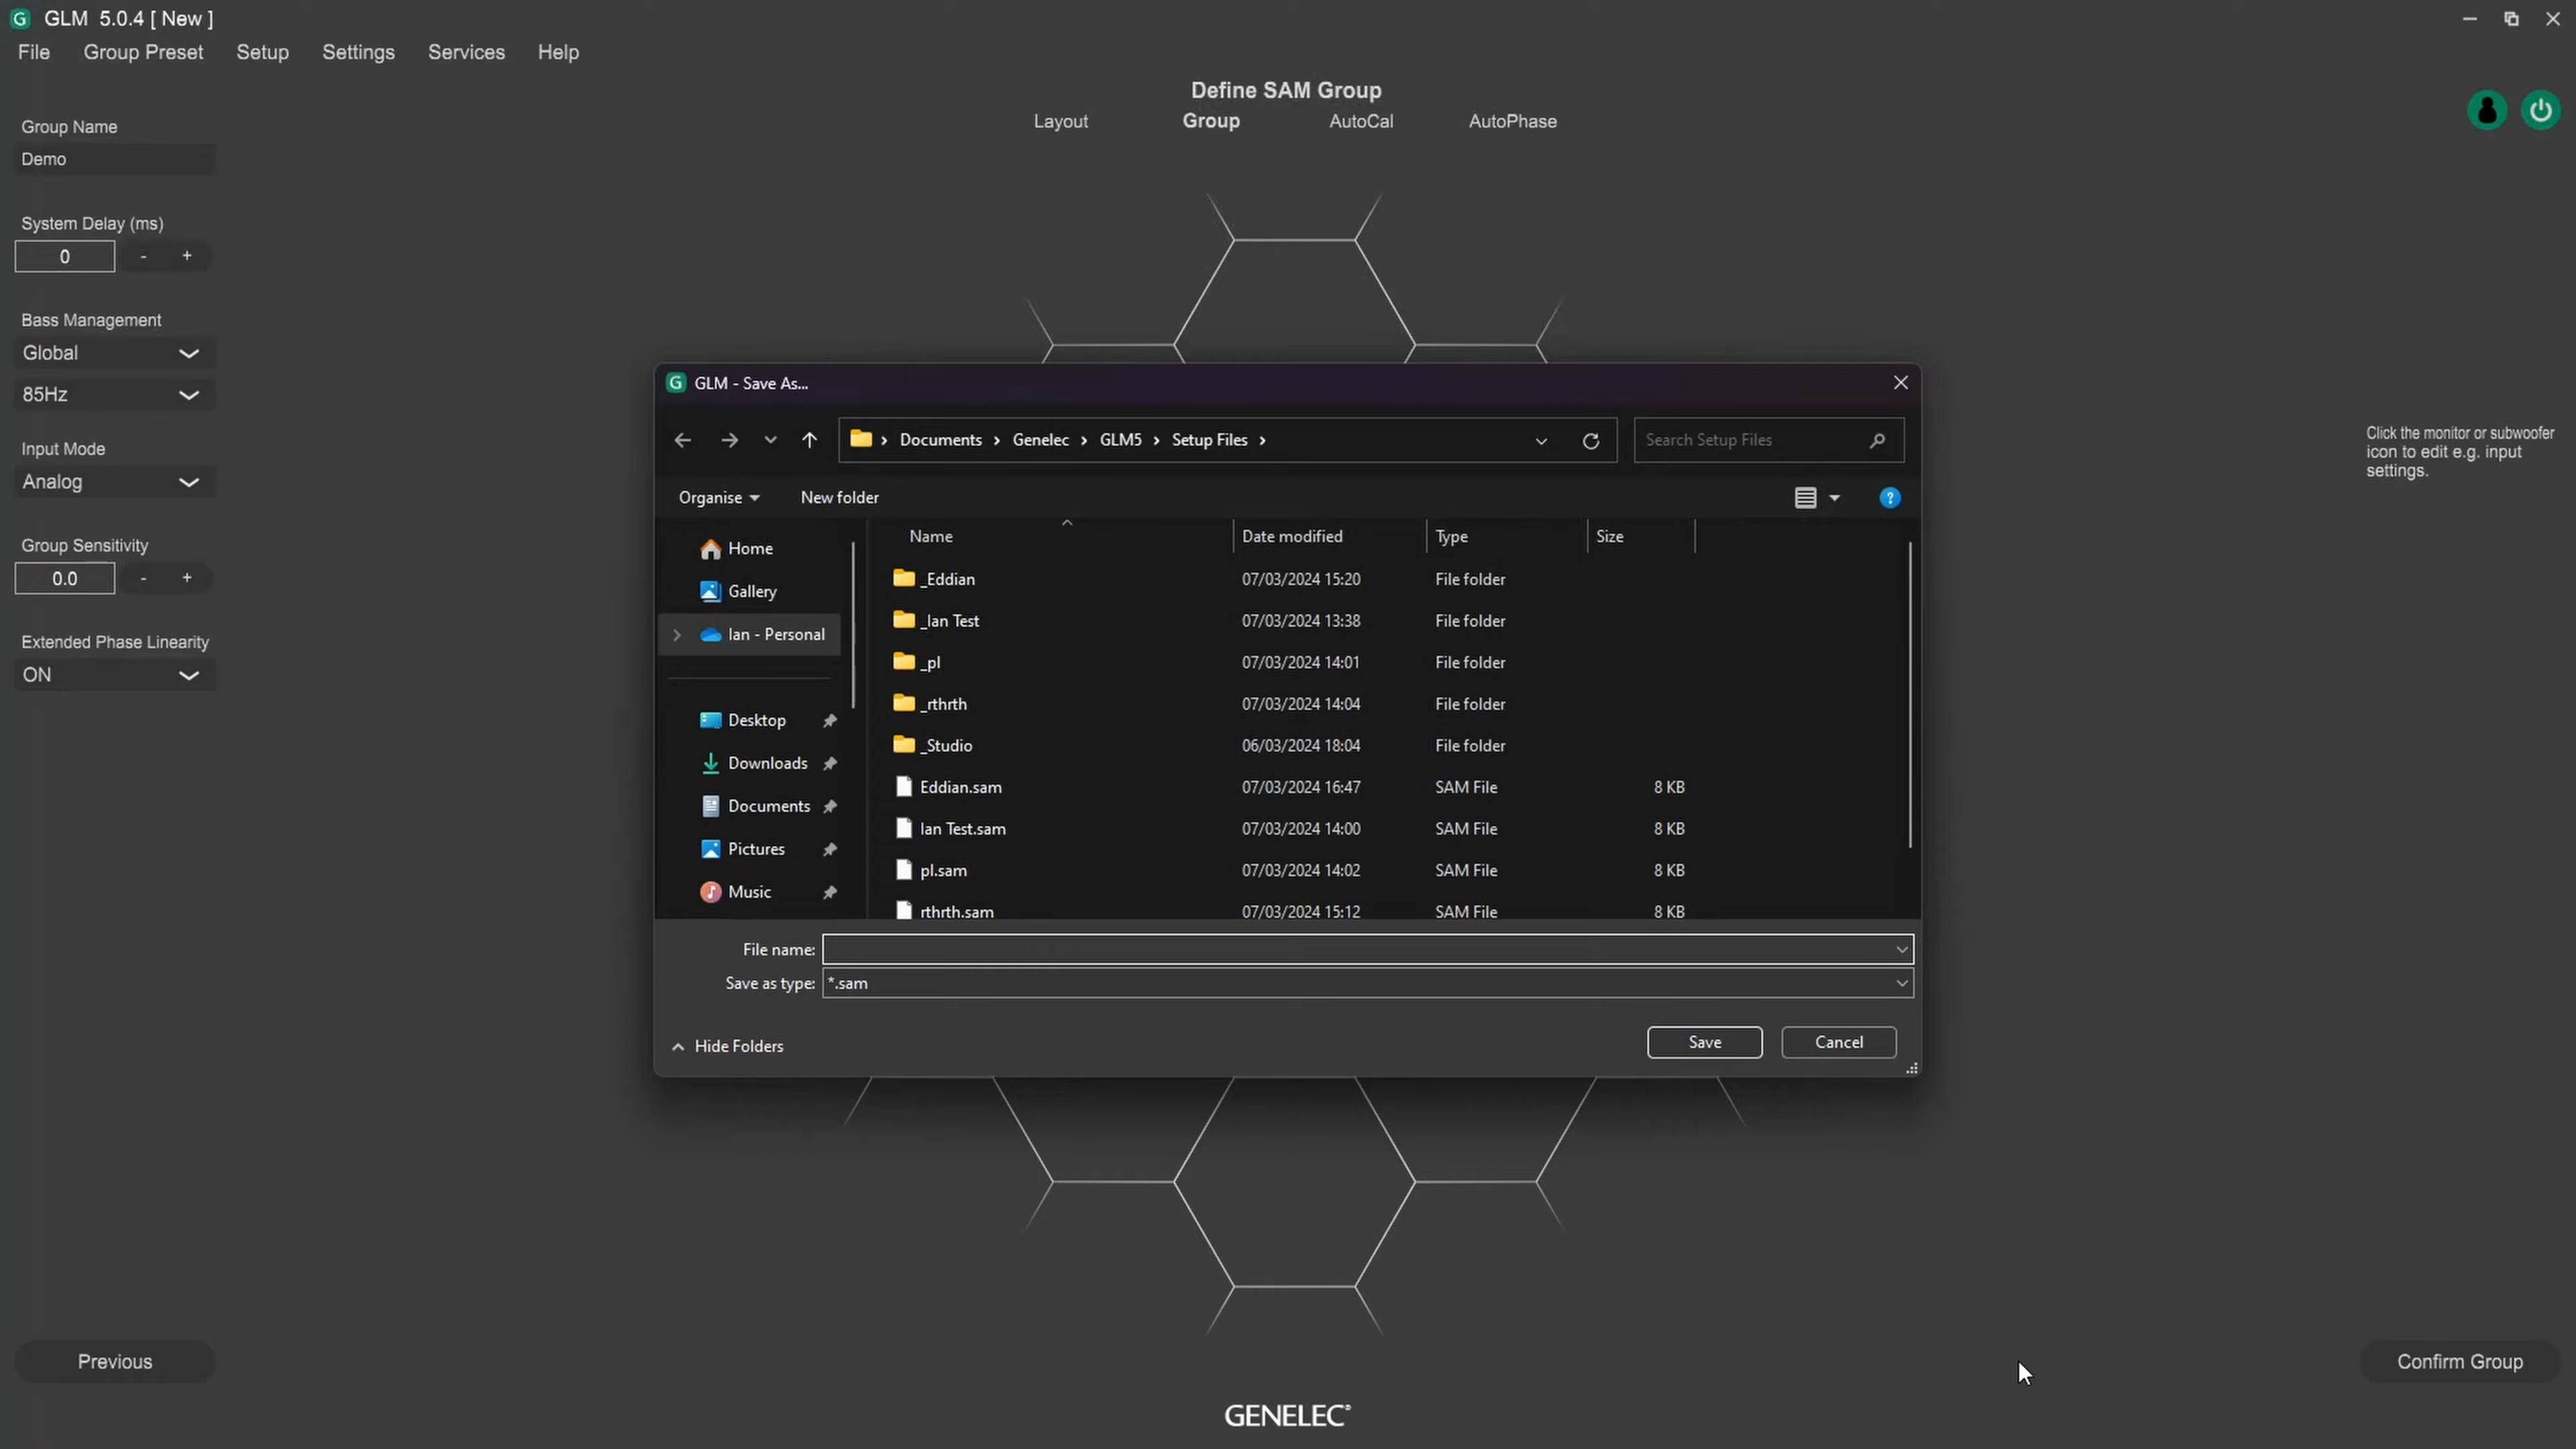 GLM 5.0.4 [ New ]
File Group Preset Setup Settings Services Help
Define SAM Group
Layout Group AutoCal AutoPhase
Group Name
Demo
System Delay (ms)
0 - +
Bass Management
Global
85Hz
Input Mode
Analog
Group Sensitivity
0.0 - +
Extended Phase Linearity
ON
GLM - Save As...
Documents Genelec GLM5 Setup Files
Search Setup Files
Organise New folder
Home
Gallery
Ian - Personal
Desktop
Downloads
Documents
Pictures
Music
Name Date modified Type Size
_Eddian 07/03/2024 15:20 File folder
_Ian Test 07/03/2024 13:38 File folder
_pl 07/03/2024 14:01 File folder
_rthrth 07/03/2024 14:04 File folder
_Studio 06/03/2024 18:04 File folder
Eddian.sam 07/03/2024 16:47 SAM File 8 KB
Ian Test.sam 07/03/2024 14:00 SAM File 8 KB
pl.sam 07/03/2024 14:02 SAM File 8 KB
rthrth.sam 07/03/2024 15:12 SAM File 8 KB
File name:
Save as type: *.sam
Hide Folders
Save Cancel
Click the monitor or subwoofer
icon to edit e.g. input
settings.
Previous
Confirm Group
GENELEC®